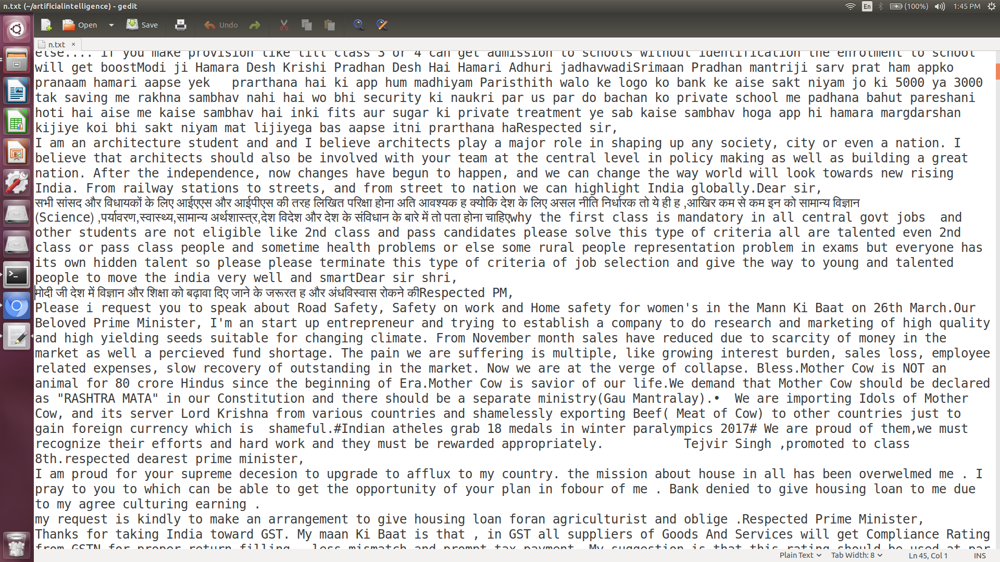 n.txt (~/artificialintelligence) - gedit
En
(100%)
1:45 PM
Open
Save
Undo
n.txt ×
else.... if you make provision like till class 3 or 4 can get admission to schools without identification the enrolment to school
will get boostModi ji Hamara Desh Krishi Pradhan Desh Hai Hamari Adhuri jadhavwadiSrimaan Pradhan mantriji sarv prat ham appko
pranaam hamari aapse yek   prarthana hai ki app hum madhiyam Paristhith walo ke logo ko bank ke aise sakt niyam jo ki 5000 ya 3000
tak saving me rakhna sambhav nahi hai wo bhi security ki naukri par us par do bachan ko private school me padhana bahut pareshani
hoti hai aise me kaise sambhav hai inki fits aur sugar ki private treatment ye sab kaise sambhav hoga app hi hamara margdarshan
kijiye koi bhi sakt niyam mat lijiyega bas aapse itni prarthana haRespected sir,
I am an architecture student and and I believe architects play a major role in shaping up any society, city or even a nation. I
believe that architects should also be involved with your team at the central level in policy making as well as building a great
nation. After the independence, now changes have begun to happen, and we can change the way world will look towards new rising
India. From railway stations to streets, and from street to nation we can highlight India globally.Dear sir,
सभी सांसद और विधायकों के लिए आईएएस और आईपीएस की तरह लिखित परिक्षा होना अति आवश्यक ह क्योकि देश के लिए असल नीति निर्धारक तो ये ही ह ,आखिर कम से कम इन को सामान्य विज्ञान
(Science) ,पर्यावरण,स्वास्थ्य,सामान्य अर्थशास्त्र,देश विदेश और देश के संविधान के बारे में तो पता होना चाहिएwhy the first class is mandatory in all central govt jobs  and
other students are not eligible like 2nd class and pass candidates please solve this type of criteria all are talented even 2nd
class or pass class people and sometime health problems or else some rural people representation problem in exams but everyone has
its own hidden talent so please please terminate this type of criteria of job selection and give the way to young and talented
people to move the india very well and smartDear sir shri,
मोदी जी देश में विज्ञान और शिक्षा को बढ़ावा दिए जाने के जरूरत ह और अंधविस्वास रोकने कीRespected PM,
Please i request you to speak about Road Safety, Safety on work and Home safety for women's in the Mann Ki Baat on 26th March.Our
Beloved Prime Minister, I'm an start up entrepreneur and trying to establish a company to do research and marketing of high quality
and high yielding seeds suitable for changing climate. From November month sales have reduced due to scarcity of money in the
market as well a percieved fund shortage. The pain we are suffering is multiple, like growing interest burden, sales loss, employee
related expenses, slow recovery of outstanding in the market. Now we are at the verge of collapse. Bless.Mother Cow is NOT an
animal for 80 crore Hindus since the beginning of Era.Mother Cow is savior of our life.We demand that Mother Cow should be declared
as "RASHTRA MATA" in our Constitution and there should be a separate ministry(Gau Mantralay).•  We are importing Idols of Mother
Cow, and its server Lord Krishna from various countries and shamelessly exporting Beef( Meat of Cow) to other countries just to
gain foreign currency which is  shameful.#Indian atheles grab 18 medals in winter paralympics 2017# We are proud of them,we must
recognize their efforts and hard work and they must be rewarded appropriately.           Tejvir Singh ,promoted to class
8th.respected dearest prime minister,
I am proud for your supreme decesion to upgrade to afflux to my country. the mission about house in all has been overwelmed me . I
pray to you to which can be able to get the opportunity of your plan in fobour of me . Bank denied to give housing loan to me due
to my agree culturing earning .
my request is kindly to make an arrangement to give housing loan foran agriculturist and oblige .Respected Prime Minister,
Thanks for taking India toward GST. My maan Ki Baat is that , in GST all suppliers of Goods And Services will get Compliance Rating
from GSTN for proper return filling , less mismatch and prompt tax payment. My suggestion is that this rating should be used at par
Plain Text
Tab Width: 8
Ln 45, Col 1
INS